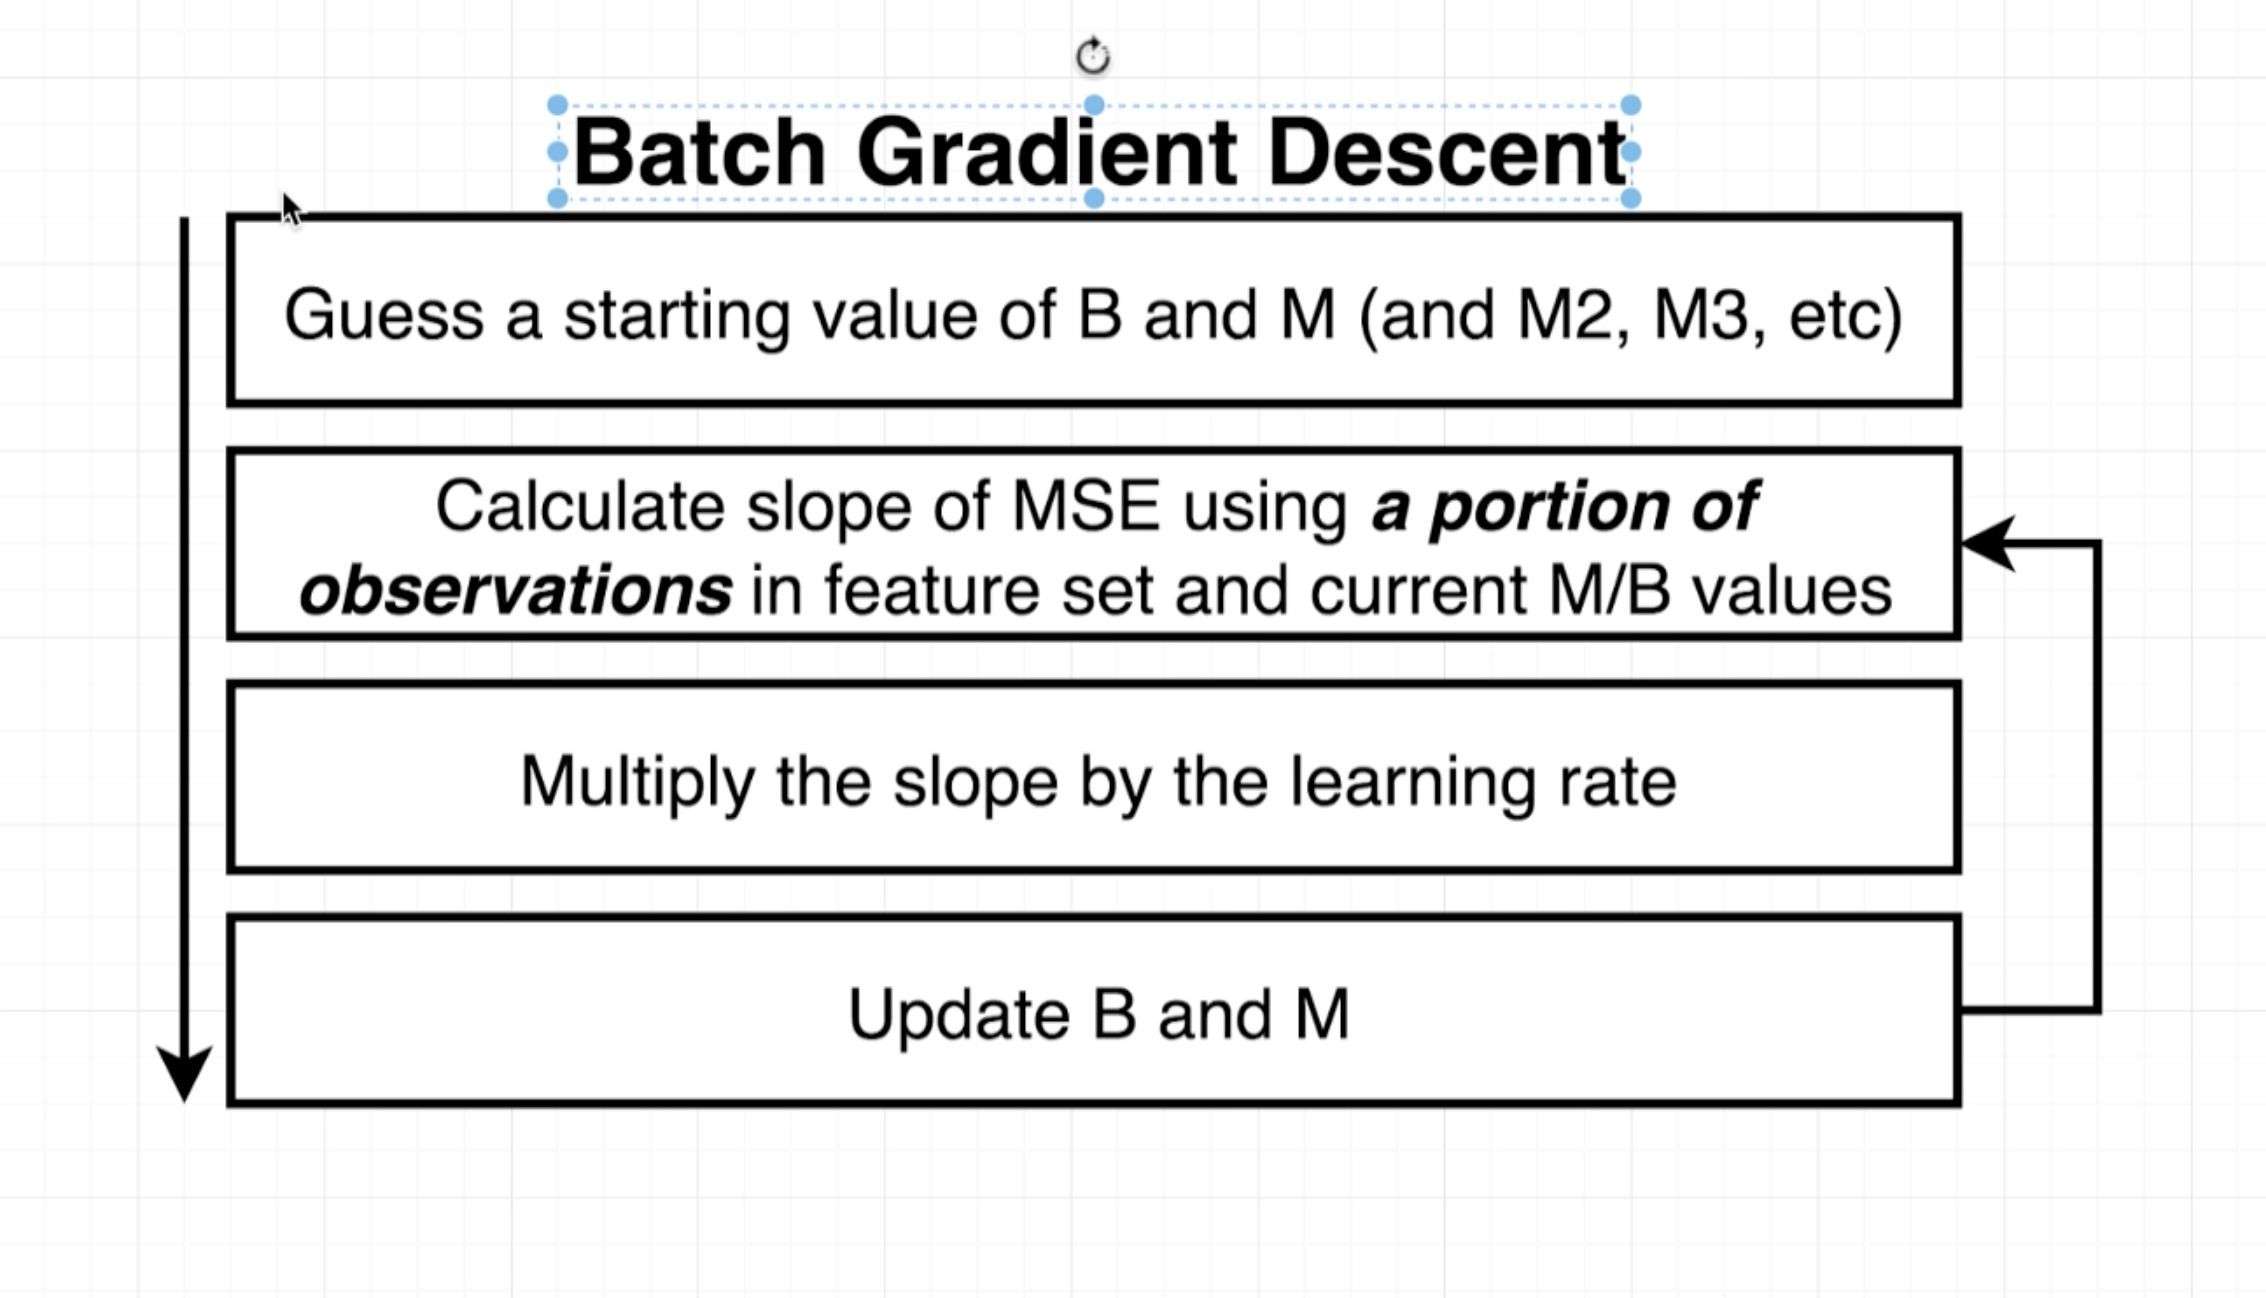 Batch Gradient Descent
Guess a starting value of B and M (and M2, M3, etc)
Calculate slope of MSE using a portion of
observations in feature set and current M/B values
Multiply the slope by the learning rate
Update B and M